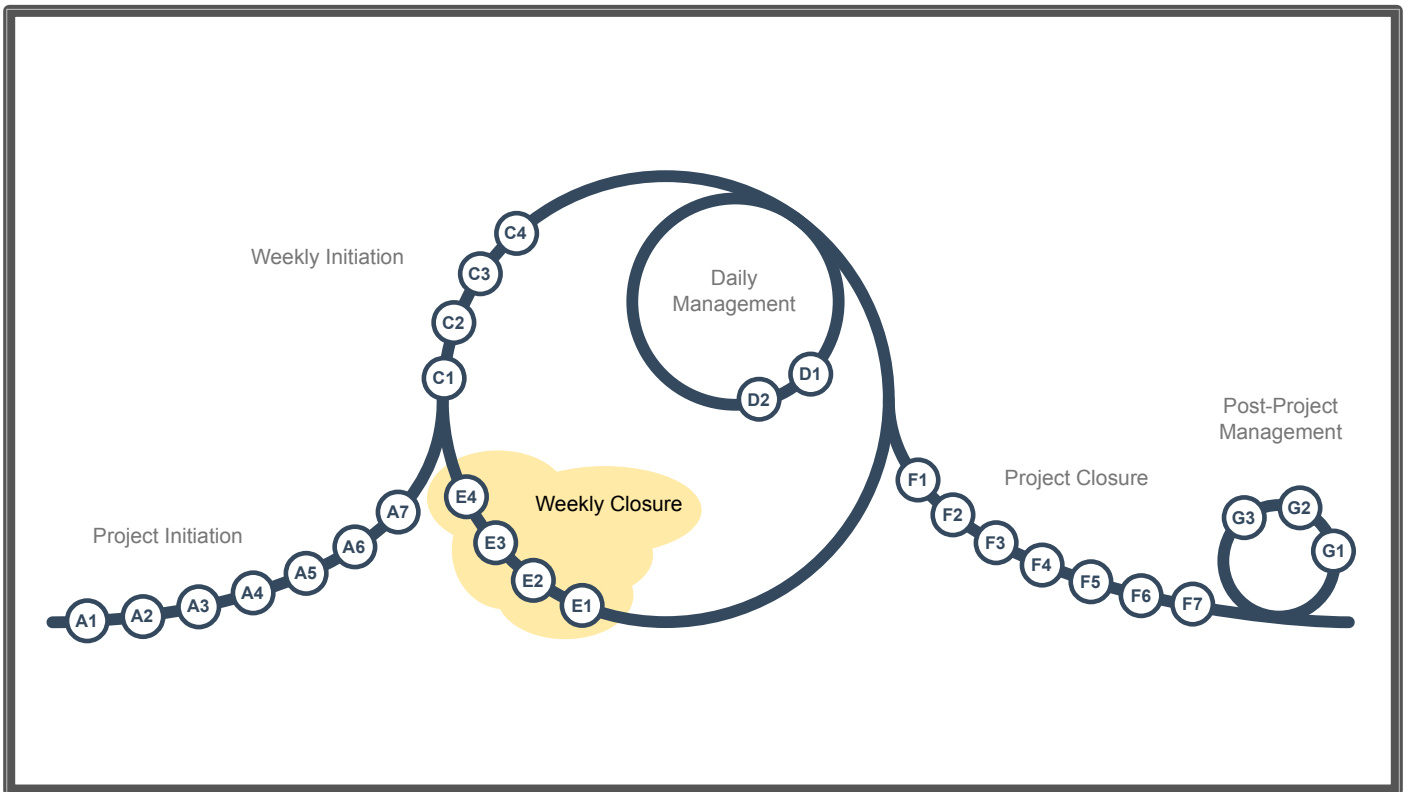 C4
Weekly Initiation
C3
Daily
Management
C2
D1
C1
D2
Post-Project
Management
Weekly Closure
E4
F1
Project Closure
A7
F2
G3
G2
G1
Project Initiation
A6
E3
F3
A5
E2
F4
A4
E1
F5
A3
F6
A2
F7
A1